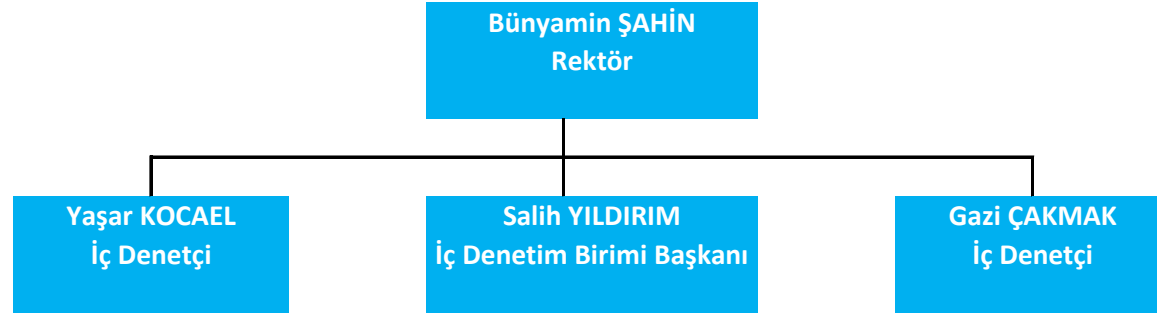 Bünyamin ŞAHİN
Rektör
Yaşar KOCAEL
İç Denetçi
Salih YILDIRIM
İç Denetim Birimi Başkanı
Gazi ÇAKMAK
İç Denetçi